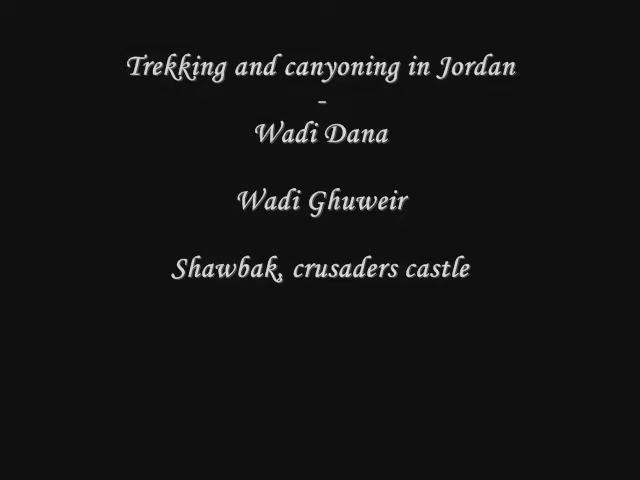 Trekking and canyoning in Jordan
-
Wadi Dana
Wadi Ghuweir
Shawbak, crusaders castle